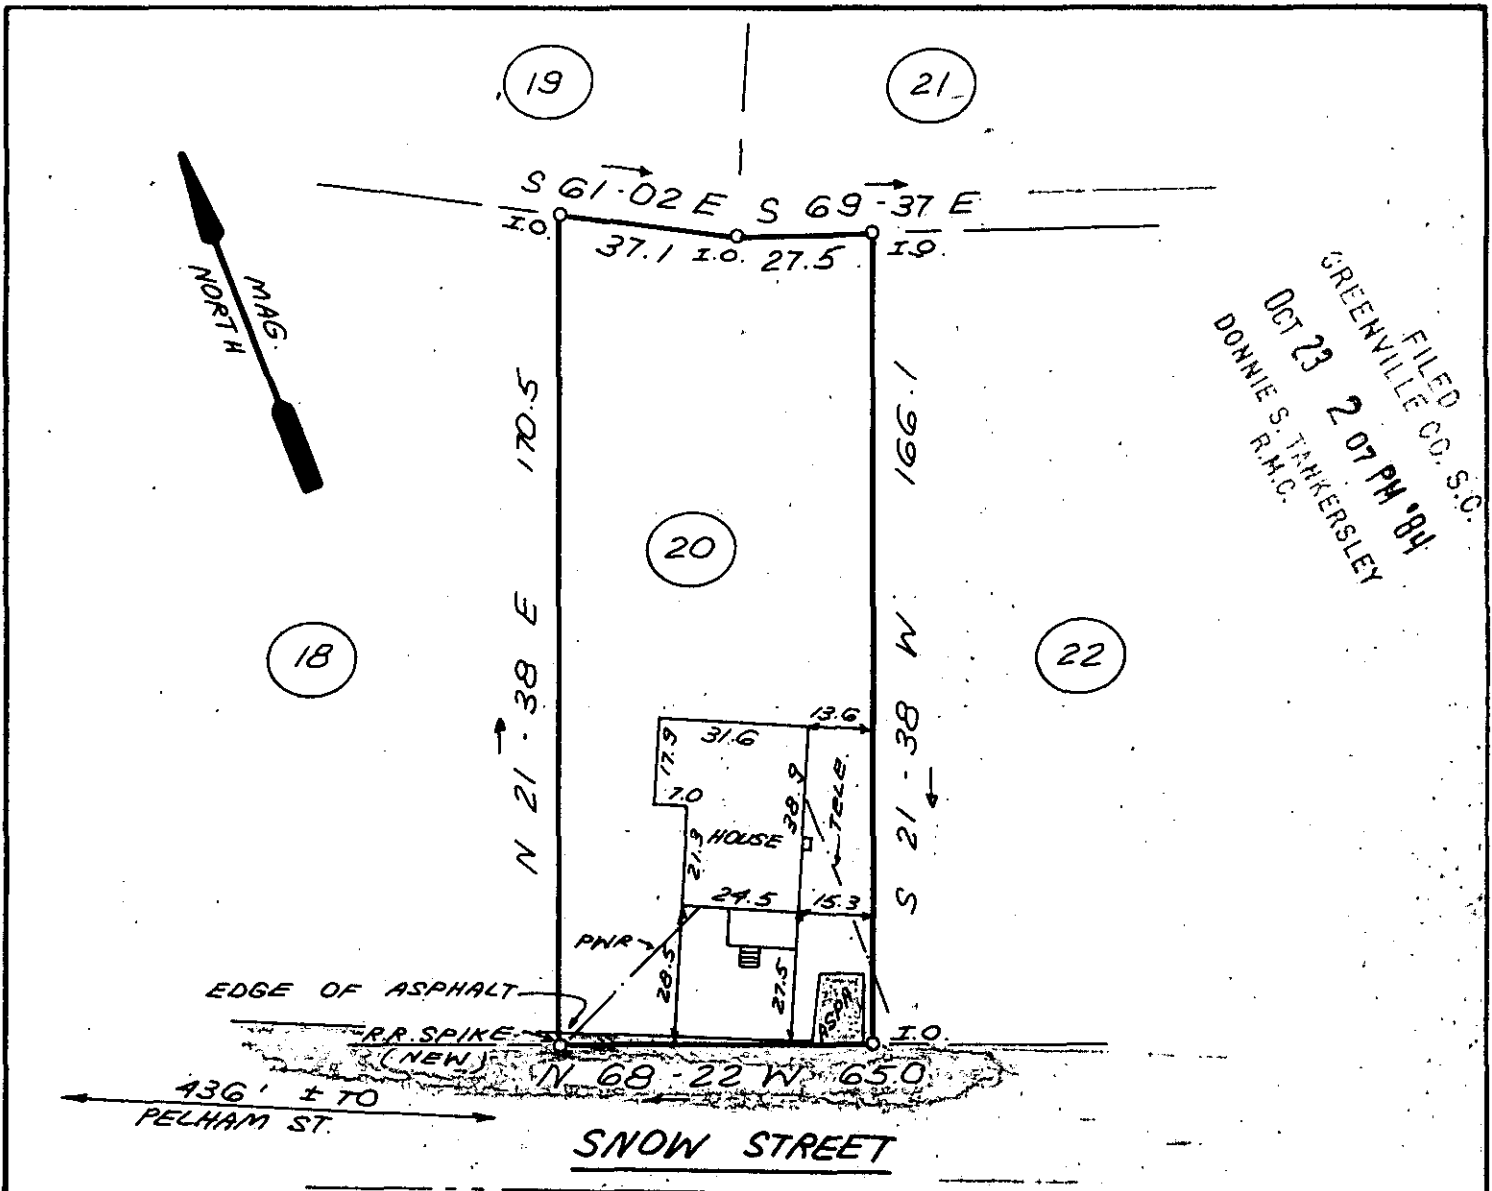 19
21
S 61-02 E
S 69-37 E
I.O.
37.1
I.O.
27.5
I.O.
MAG.
NORTH
FILED
GREENVILLE CO. S.C.
OCT 23 2 07 PM '84
DONNIE S. TANKERSLEY
R.M.C.
170.5
166.1
20
N 21-38 E
S 21-38 W
18
22
13.6
31.6
17.9
7.0
38.9
TELE.
HOUSE
21.3
24.5
15.3
PWR
28.5
27.5
ASPH
EDGE OF ASPHALT
R.R. SPIKE
(NEW)
I.O.
N 68-22 W 65.0
436' ± TO
PELHAM ST.
SNOW STREET